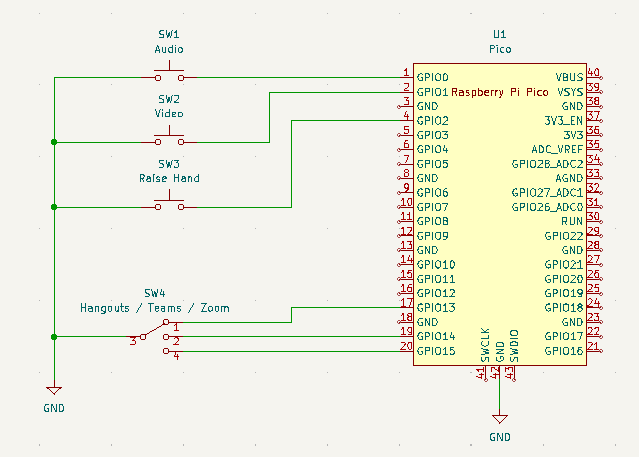 SW1
Audio
SW2
Video
SW3
Raise Hand
SW4
Hangouts / Teams / Zoom
1
3
2
4
GND
U1
Pico
Raspberry Pi Pico
1 GPIO0 VBUS 40
2 GPIO1 VSYS 39
3 GND GND 38
4 GPIO2 3V3_EN 37
5 GPIO3 3V3 36
6 GPIO4 ADC_VREF 35
7 GPIO5 GPIO28_ADC2 34
8 GND AGND 33
9 GPIO6 GPIO27_ADC1 32
10 GPIO7 GPIO26_ADC0 31
11 GPIO8 RUN 30
12 GPIO9 GPIO22 29
13 GND GND 28
14 GPIO10 GPIO21 27
15 GPIO11 GPIO20 26
16 GPIO12 GPIO19 25
17 GPIO13 GPIO18 24
18 GND GND 23
19 GPIO14 GPIO17 22
20 GPIO15 GPIO16 21
SWCLK 41
GND 42
SWDIO 43
GND